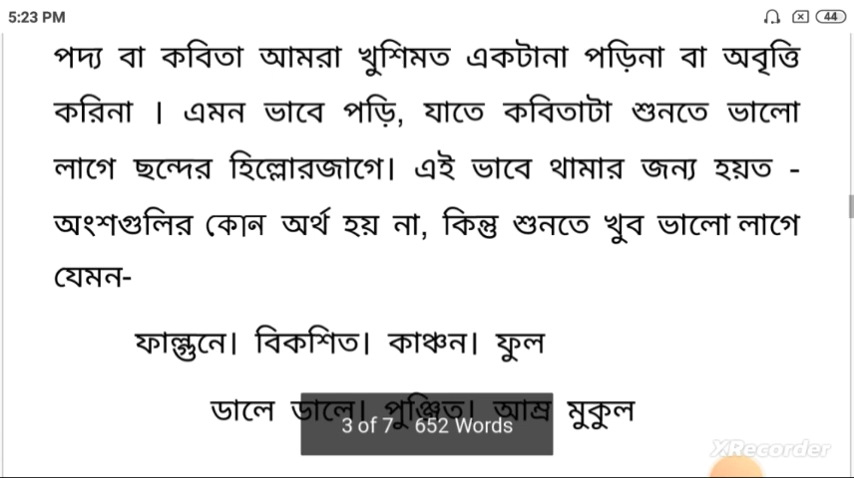 5:23 PM
44
পদ্য বা কবিতা আমরা খুশিমত একটানা পড়িনা বা অবৃত্তি
করিনা । এমন ভাবে পড়ি, যাতে কবিতাটা শুনতে ভালো
লাগে ছন্দের হিল্লোরজাগে। এই ভাবে থামার জন্য হয়ত -
অংশগুলির কোন অর্থ হয় না, কিন্তু শুনতে খুব ভালো লাগে
যেমন-
ফাল্গুনে। বিকশিত। কাঞ্চন। ফুল
ডালে ডালে। পুঞ্জিত। আম্র মুকুল
3 of 7 652 Words
XRecorder